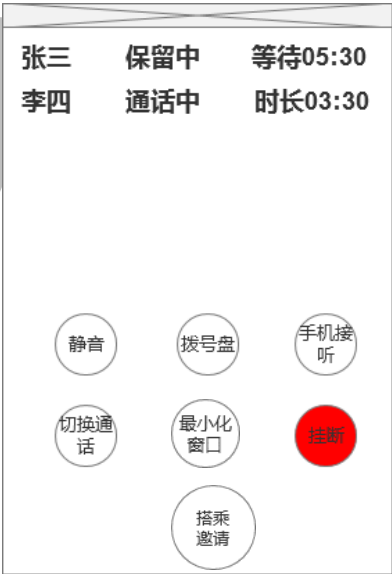 张三 保留中 等待05:30
李四 通话中 时长03:30
静音 拨号盘 手机接
听
切换通
话
最小化
窗口
挂断
搭乘
邀请